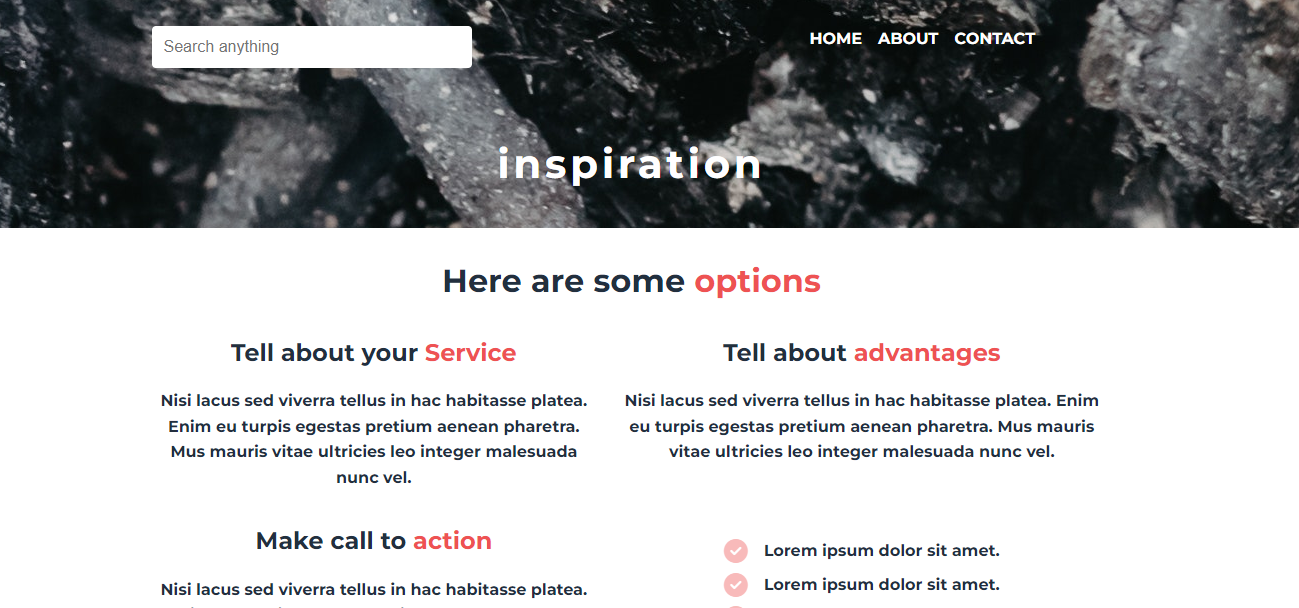 Search anything
HOME ABOUT CONTACT
inspiration
Here are some options
Tell about your Service
Nisi lacus sed viverra tellus in hac habitasse platea.
Enim eu turpis egestas pretium aenean pharetra.
Mus mauris vitae ultricies leo integer malesuada
nunc vel.
Tell about advantages
Nisi lacus sed viverra tellus in hac habitasse platea. Enim
eu turpis egestas pretium aenean pharetra. Mus mauris
vitae ultricies leo integer malesuada nunc vel.
Make call to action
Nisi lacus sed viverra tellus in hac habitasse platea.
Lorem ipsum dolor sit amet.
Lorem ipsum dolor sit amet.